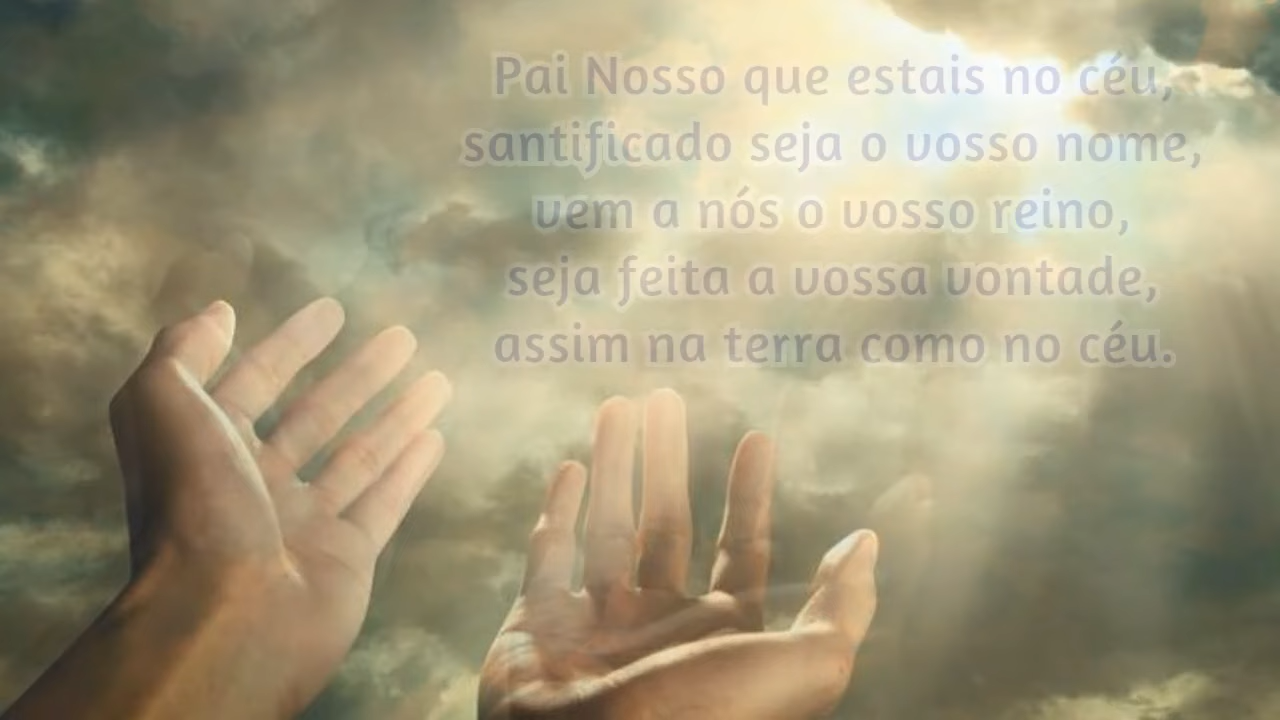 Pai Nosso que estais no céu,
santificado seja o vosso nome,
vem a nós o vosso reino,
seja feita a vossa vontade,
assim na terra como no céu.